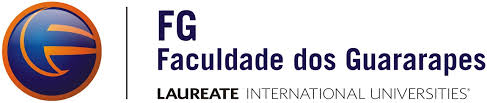 FG
Faculdade dos Guararapes
LAUREATE INTERNATIONAL UNIVERSITIES®